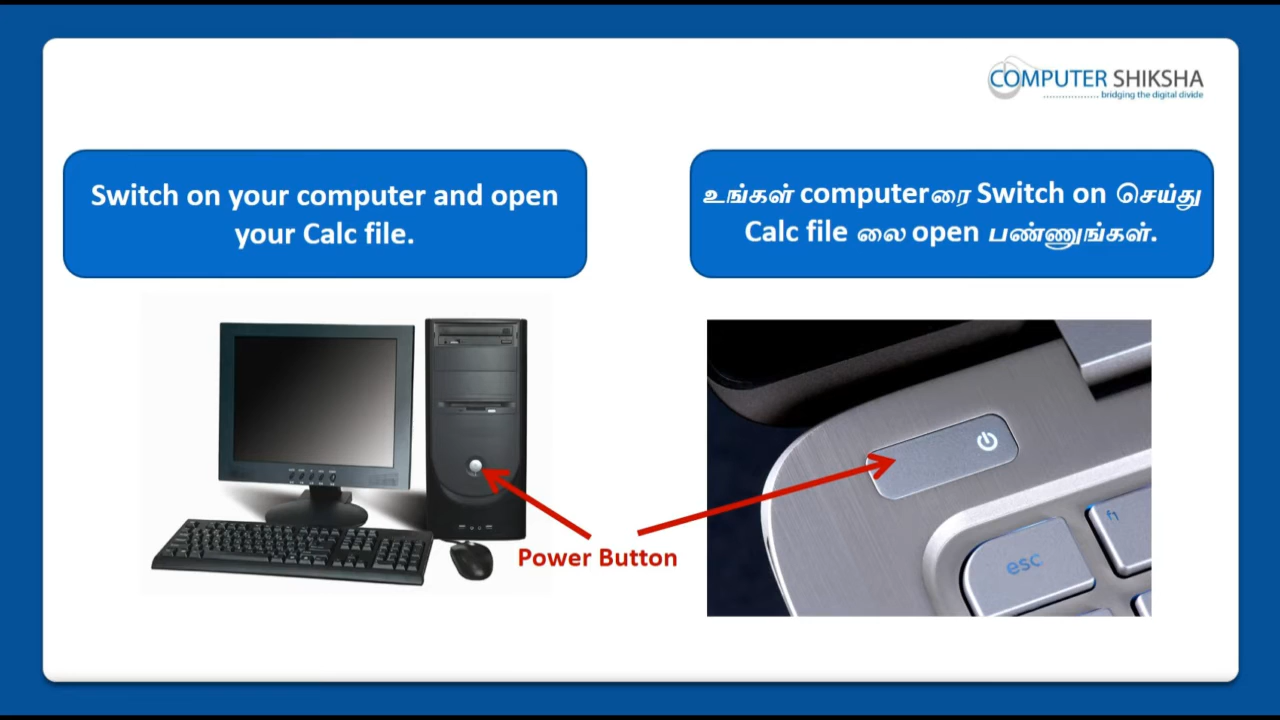 COMPUTER SHIKSHA
bridging the digital divide
Switch on your computer and open
your Calc file.
உங்கள் computerரை Switch on செய்து
Calc file லை open பண்ணுங்கள்.
Power Button
f1
esc